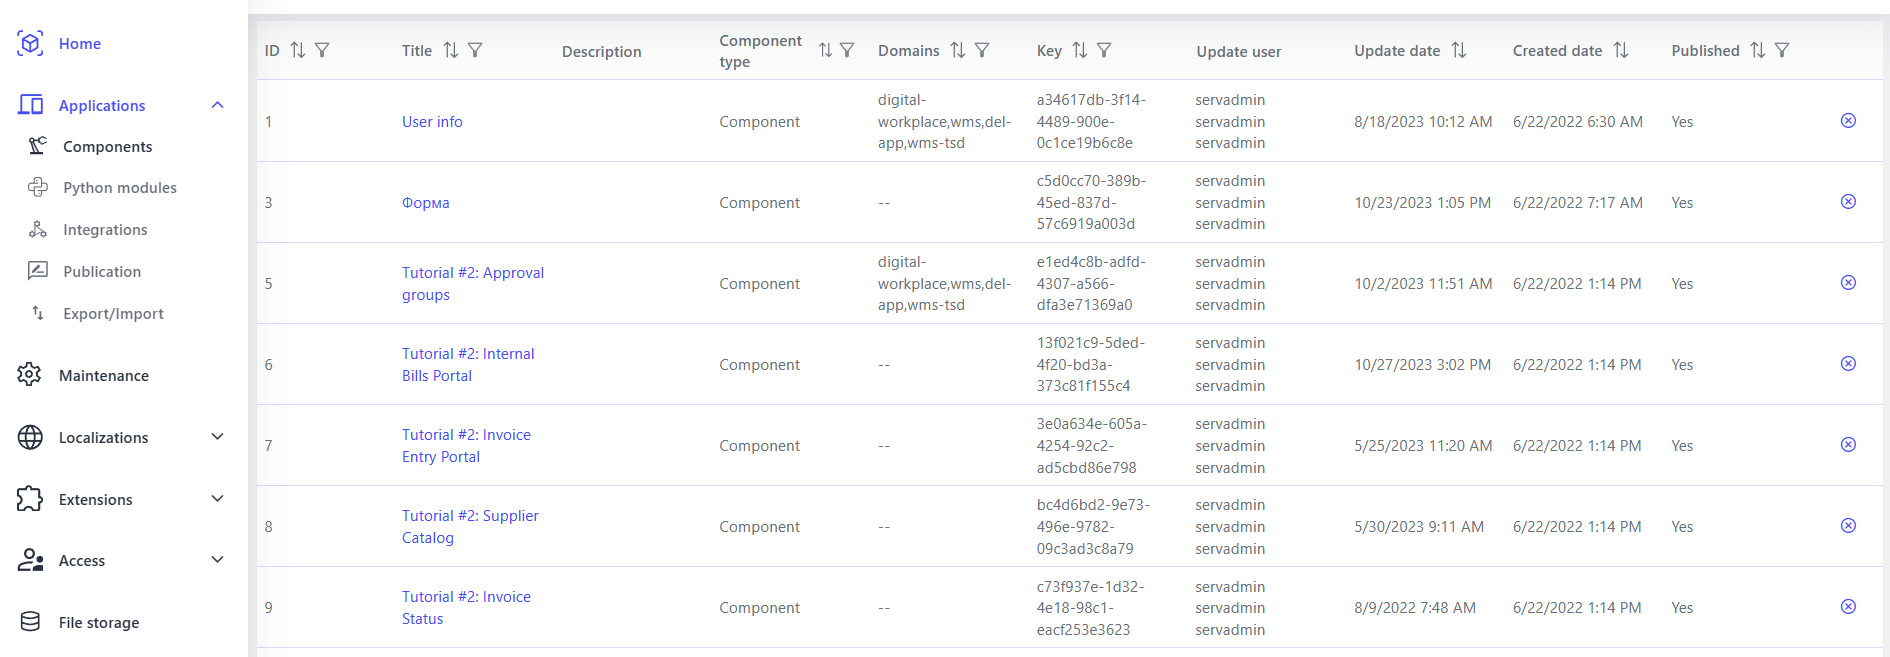 Home
Applications
Components
Python modules
Integrations
Publication
Export/Import
Maintenance
Localizations
Extensions
Access
File storage
ID Title Description Component type Domains Key Update user Update date Created date Published
1 User info Component digital-workplace,wms,del-app,wms-tsd a34617db-3f14-4489-900e-0c1ce19b6c8e servadmin servadmin servadmin 8/18/2023 10:12 AM 6/22/2022 6:30 AM Yes
3 Форма Component -- c5d0cc70-389b-45ed-837d-57c6919a003d servadmin servadmin servadmin 10/23/2023 1:05 PM 6/22/2022 7:17 AM Yes
5 Tutorial #2: Approval groups Component digital-workplace,wms,del-app,wms-tsd e1ed4c8b-adfd-4307-a566-dfa3e71369a0 servadmin servadmin servadmin 10/2/2023 11:51 AM 6/22/2022 1:14 PM Yes
6 Tutorial #2: Internal Bills Portal Component -- 13f021c9-5ded-4f20-bd3a-373c81f155c4 servadmin servadmin servadmin 10/27/2023 3:02 PM 6/22/2022 1:14 PM Yes
7 Tutorial #2: Invoice Entry Portal Component -- 3e0a634e-605a-4254-92c2-ad5cbd86e798 servadmin servadmin servadmin 5/25/2023 11:20 AM 6/22/2022 1:14 PM Yes
8 Tutorial #2: Supplier Catalog Component -- bc4d6bd2-9e73-496e-9782-09c3ad3c8a79 servadmin servadmin servadmin 5/30/2023 9:11 AM 6/22/2022 1:14 PM Yes
9 Tutorial #2: Invoice Status Component -- c73f937e-1d32-4e18-98c1-eacf253e3623 servadmin servadmin servadmin 8/9/2022 7:48 AM 6/22/2022 1:14 PM Yes